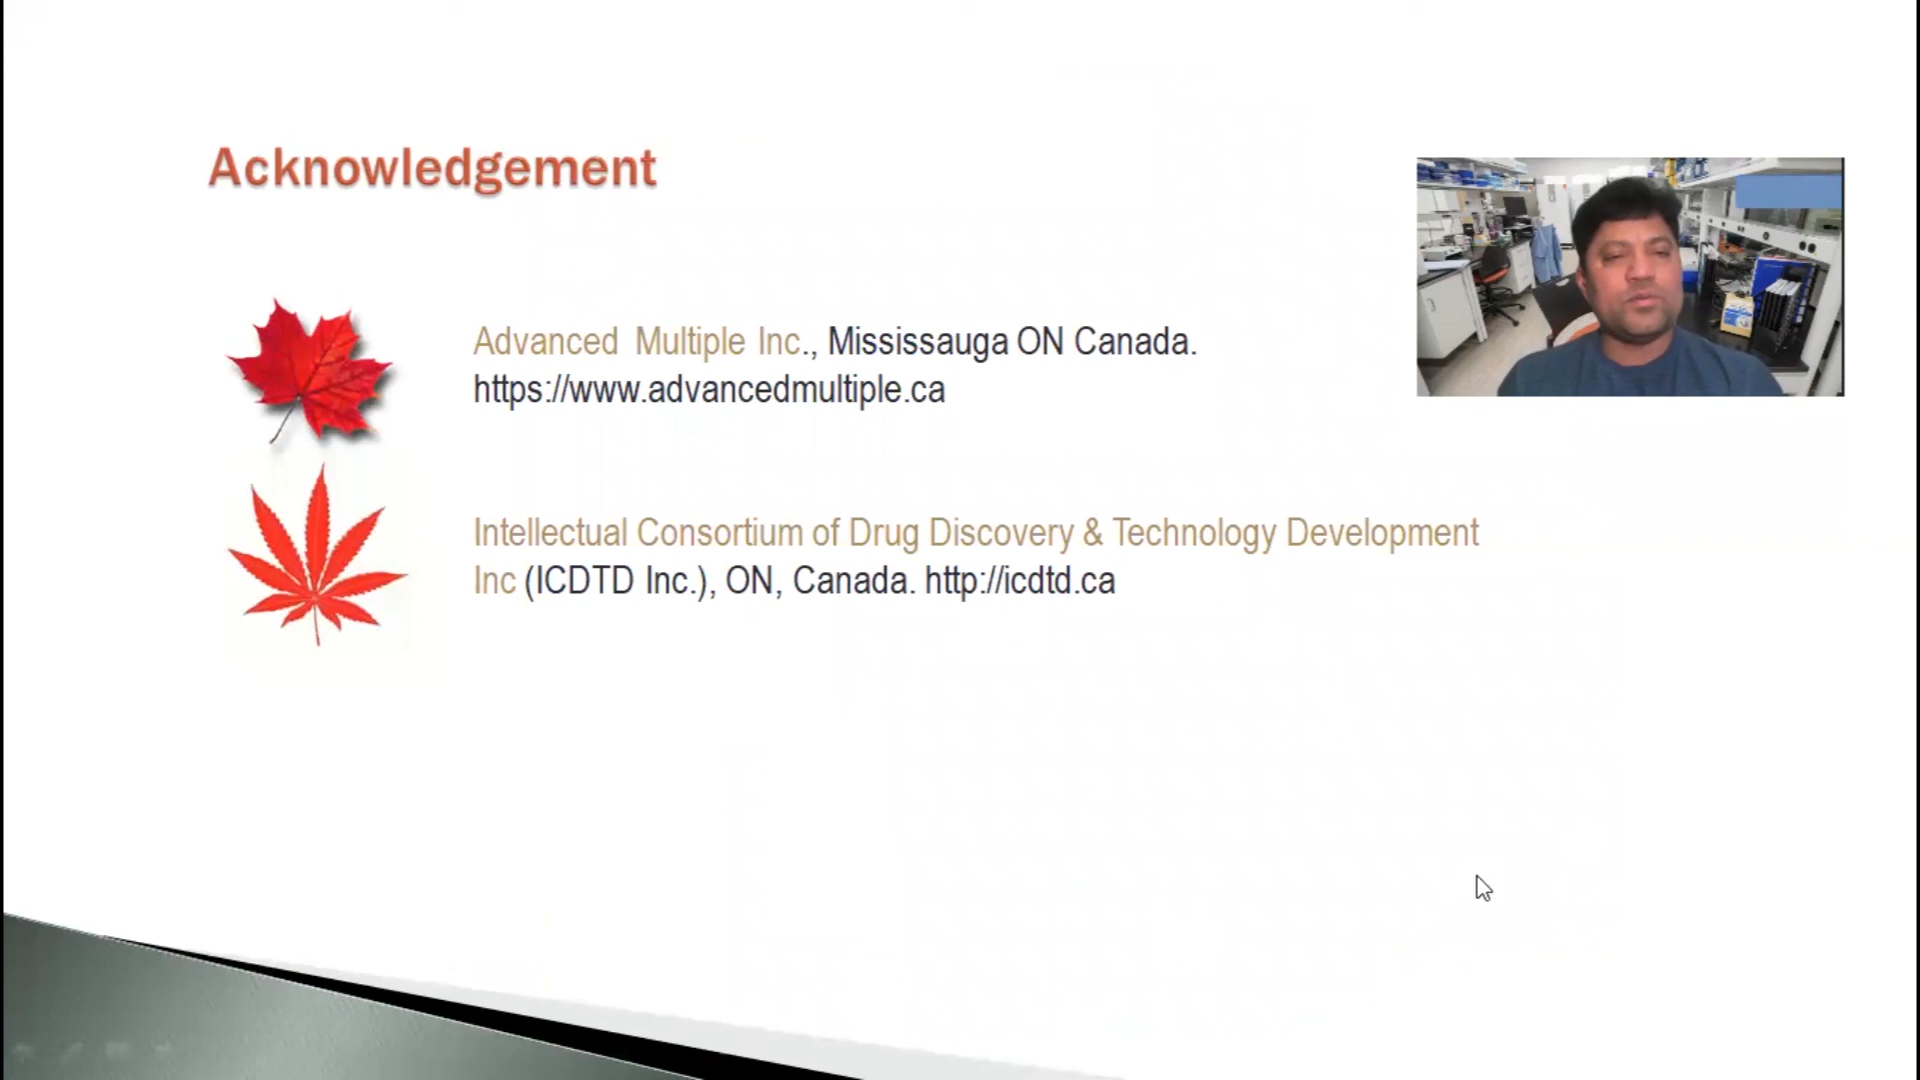 Acknowledgement
Advanced Multiple Inc., Mississauga ON Canada.
https://www.advancedmultiple.ca
Intellectual Consortium of Drug Discovery & Technology Development
Inc (ICDTD Inc.), ON, Canada. http://icdtd.ca